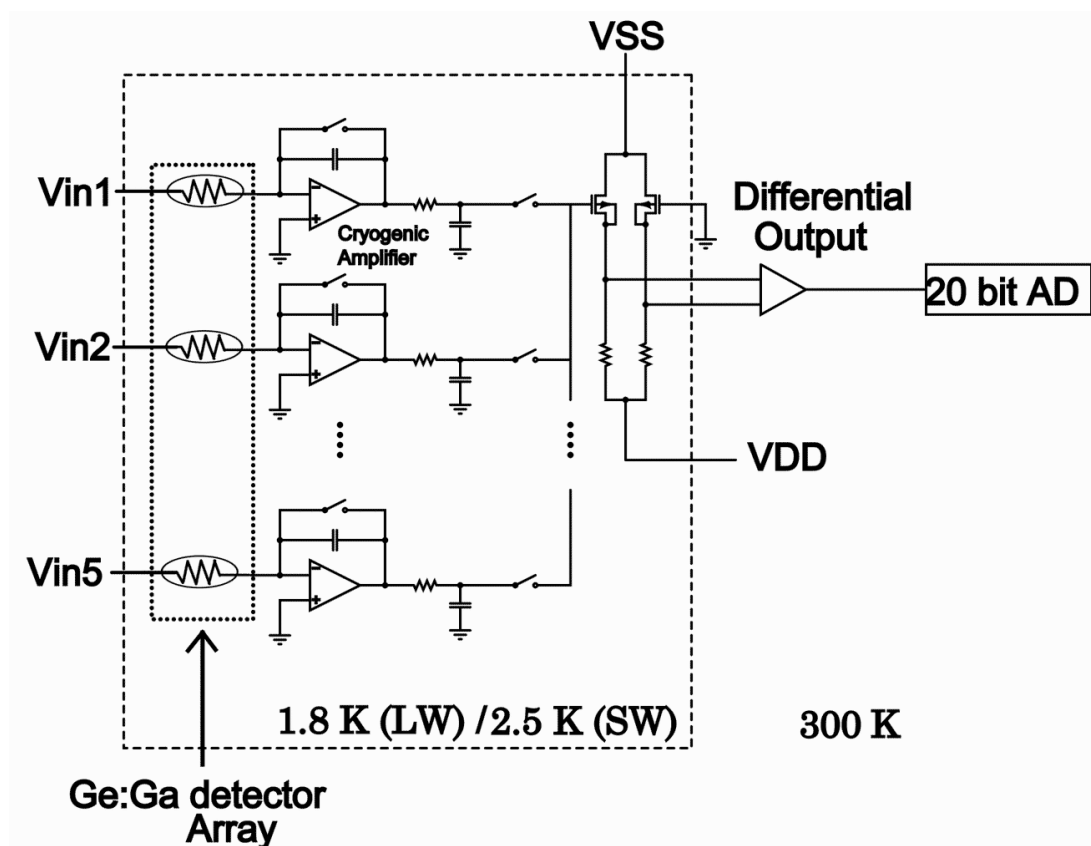 VSS
Vin1
Differential
Output
Cryogenic
Amplifier
20 bit AD
Vin2
VDD
Vin5
1.8 K (LW) /2.5 K (SW)
300 K
Ge:Ga detector
Array